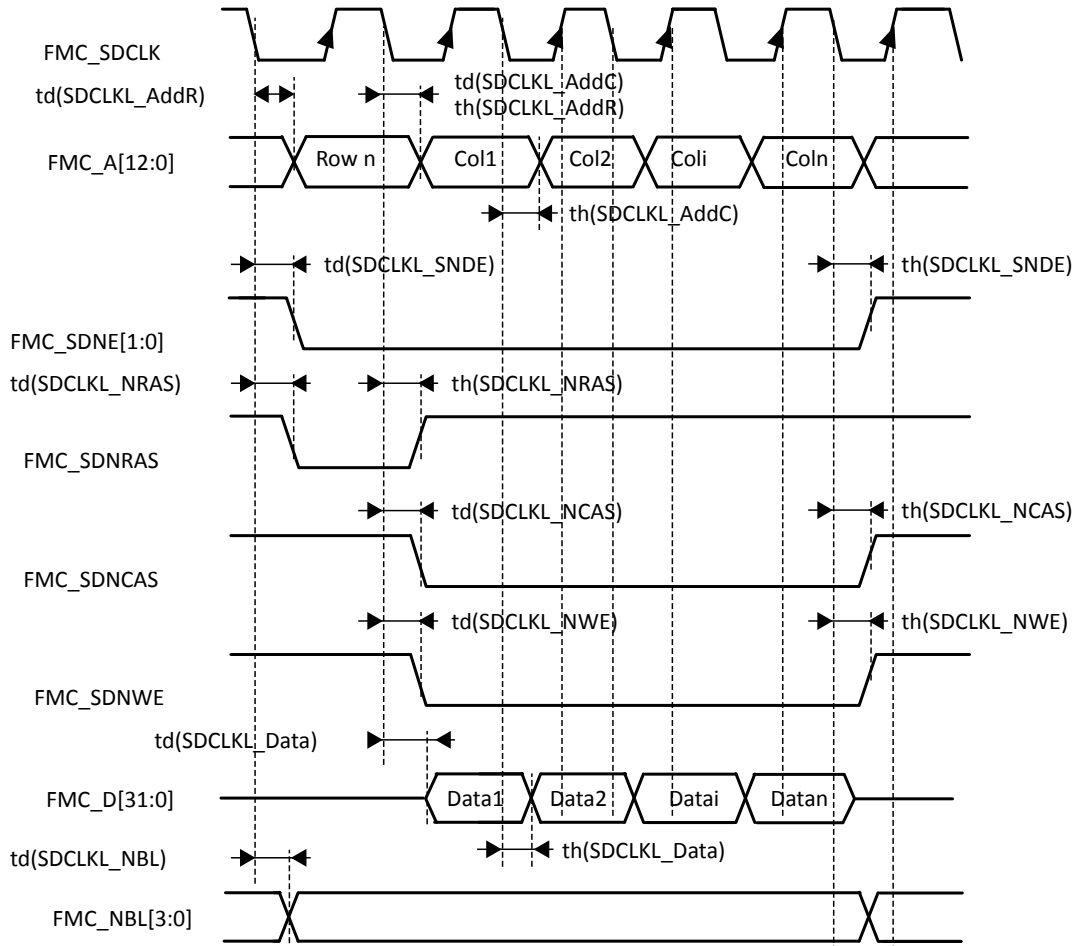 FMC_SDCLK
td(SDCLKL_AddR)
td(SDCLKL_AddC)
th(SDCLKL_AddR)
FMC_A[12:0]
Row n
Col1
Col2
Coli
Coln
th(SDCLKL_AddC)
td(SDCLKL_SNDE)
th(SDCLKL_SNDE)
FMC_SDNE[1:0]
td(SDCLKL_NRAS)
th(SDCLKL_NRAS)
FMC_SDNRAS
td(SDCLKL_NCAS)
th(SDCLKL_NCAS)
FMC_SDNCAS
td(SDCLKL_NWE)
th(SDCLKL_NWE)
FMC_SDNWE
td(SDCLKL_Data)
FMC_D[31:0]
Data1
Data2
Datai
Datan
td(SDCLKL_NBL)
th(SDCLKL_Data)
FMC_NBL[3:0]